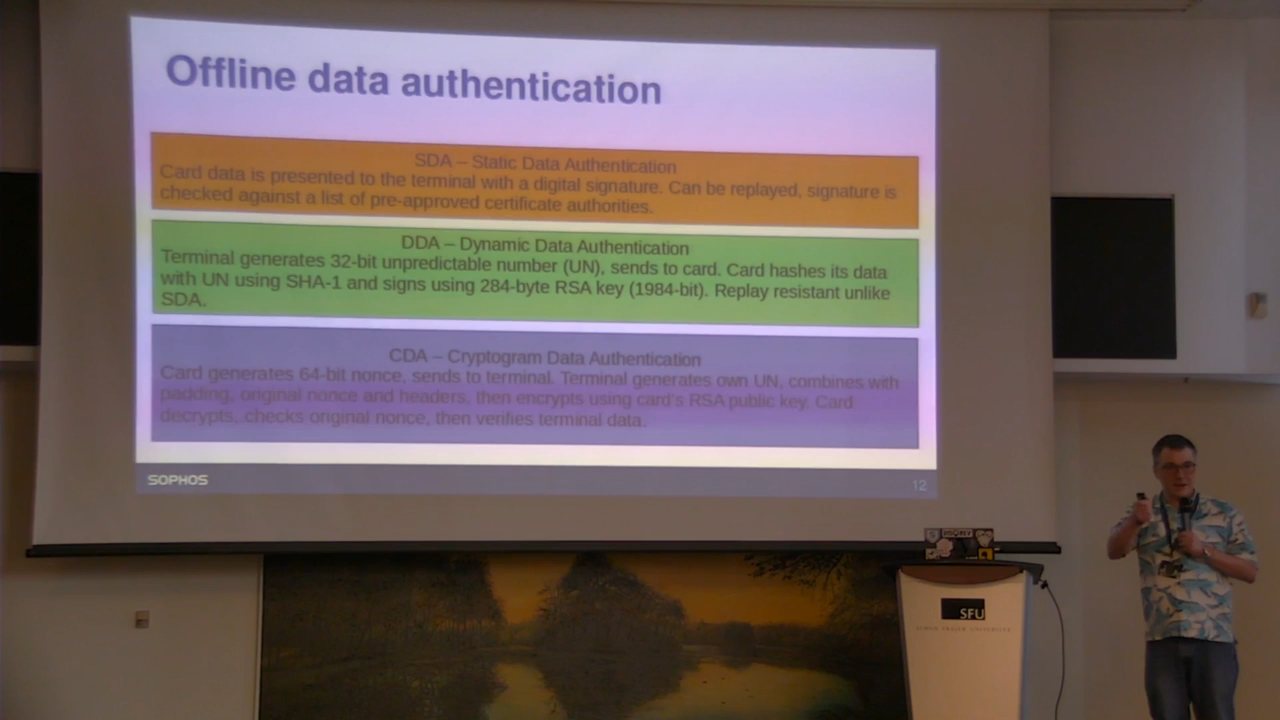 Offline data authentication
SDA – Static Data Authentication
Card data is presented to the terminal with a digital signature. Can be replayed, signature is
checked against a list of pre-approved certificate authorities.
DDA – Dynamic Data Authentication
Terminal generates 32-bit unpredictable number (UN), sends to card. Card hashes its data
with UN using SHA-1 and signs using 284-byte RSA key (1984-bit). Replay resistant unlike
SDA.
CDA – Cryptogram Data Authentication
Card generates 64-bit nonce, sends to terminal. Terminal generates own UN, combines with
padding, original nonce and headers, then encrypts using card's RSA public key. Card
decrypts, checks original nonce, then verifies terminal data.
SOPHOS
12
SFU
SIMON FRASER UNIVERSITY